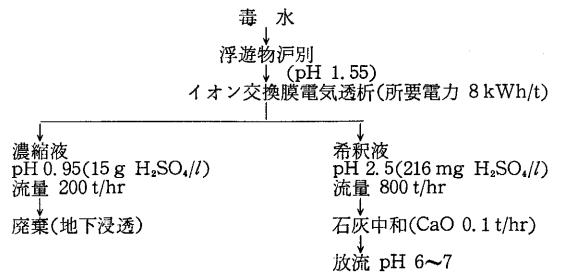 毒 水
浮遊物戸別
(pH 1.55)
イオン交換膜電気透析(所要電力 8 kWh/t)
濃縮液
pH 0.95(15 g H₂SO₄/l)
流量 200 t/hr
廃棄(地下浸透)
希釈液
pH 2.5(216 mg H₂SO₄/l)
流量 800 t/hr
石灰中和(CaO 0.1 t/hr)
放流 pH 6〜7